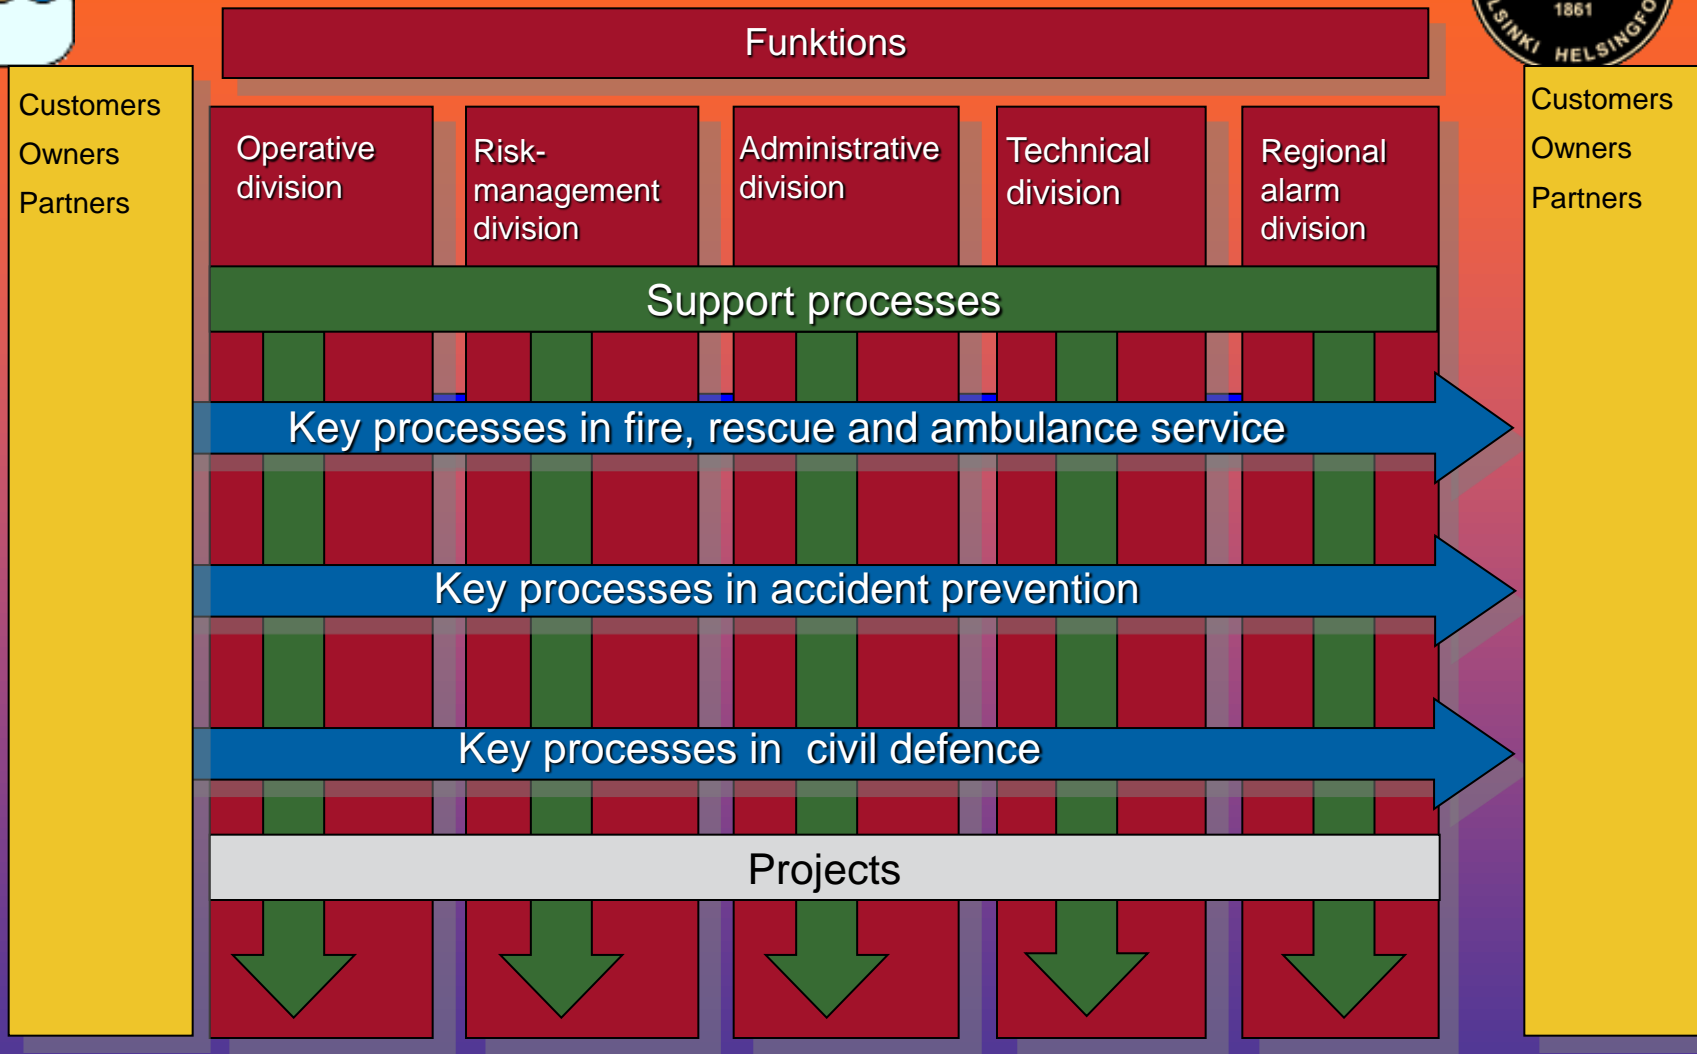 Funktions
1861
HELSINGFO
Customers
Owners
Partners
Operative
division
Risk-
management
division
Administrative
division
Technical
division
Regional
alarm
division
Customers
Owners
Partners
Support processes
Key processes in fire, rescue and ambulance service
Key processes in accident prevention
Key processes in  civil defence
Projects